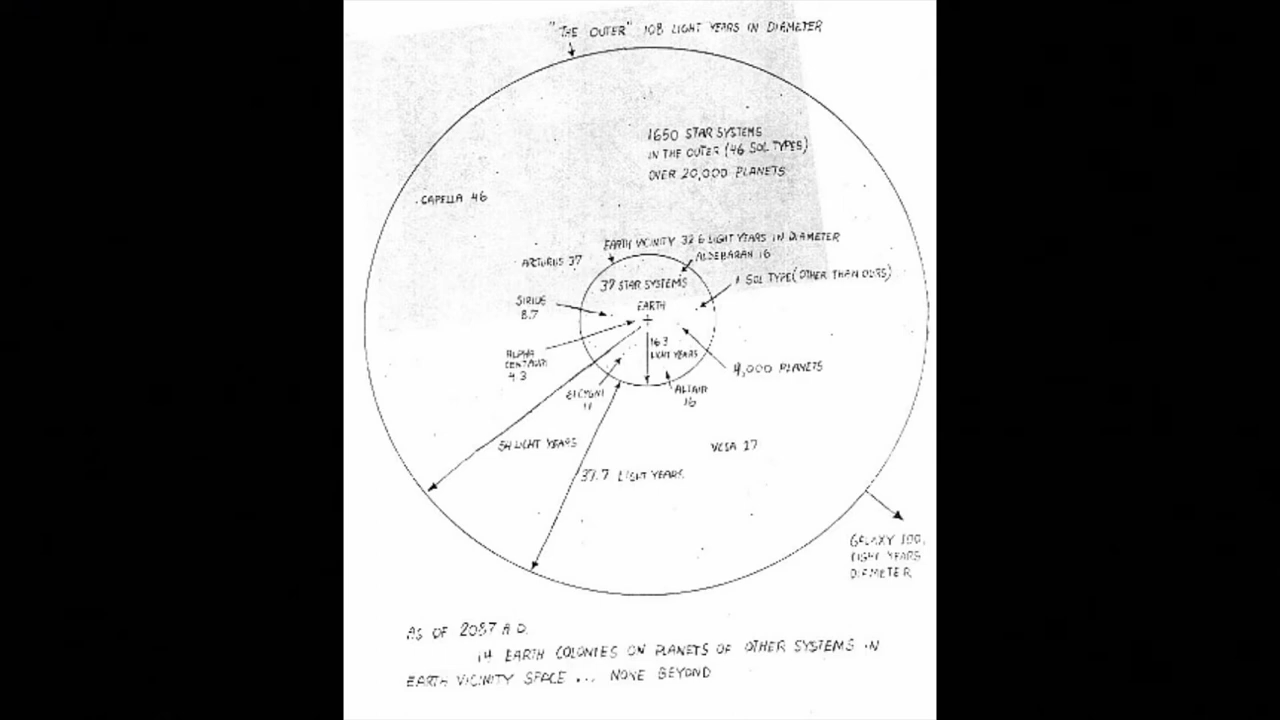 "THE OUTER" 108 LIGHT YEARS IN DIAMETER
1650 STAR SYSTEMS
IN THE OUTER (46 SOL TYPES)
OVER 20,000 PLANETS
CAPELLA 46
EARTH VICINITY 32.6 LIGHT YEARS IN DIAMETER
ALDEBARAN 16
ARCTURUS 37
1 SOL TYPE (OTHER THAN OURS)
37 STAR SYSTEMS
SIRIUS
8.7
EARTH
16.3
LIGHT YEARS
ALPHA
CENTAURI
4.3
4,000 PLANETS
61 CYGNI
11
ALTAIR
16
54 LIGHT YEARS
VEGA 27
37.7 LIGHT YEARS
GALAXY 100,
LIGHT YEARS
DIAMETER
AS OF 2087 A.D.
14 EARTH COLONIES ON PLANETS OF OTHER SYSTEMS IN
EARTH VICINITY SPACE ... NONE BEYOND